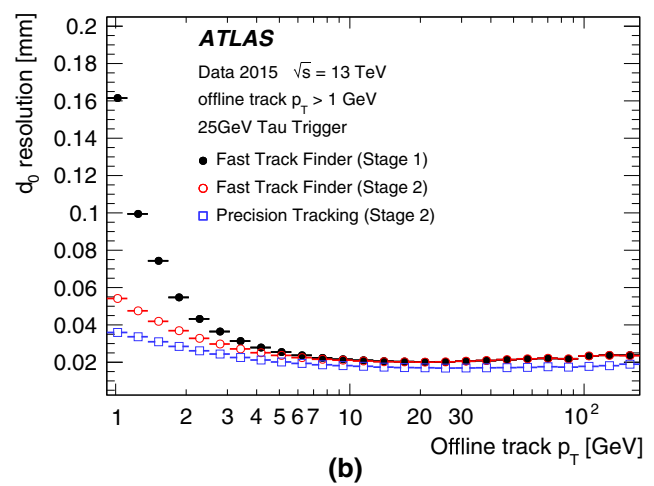 ATLAS
Data 2015 √s = 13 TeV
offline track p_T > 1 GeV
25GeV Tau Trigger
Fast Track Finder (Stage 1)
Fast Track Finder (Stage 2)
Precision Tracking (Stage 2)
d_0 resolution [mm]
0.2
0.18
0.16
0.14
0.12
0.1
0.08
0.06
0.04
0.02
1 2 3 4 5 6 7 10 20 30 10^2
Offline track p_T [GeV]
(b)